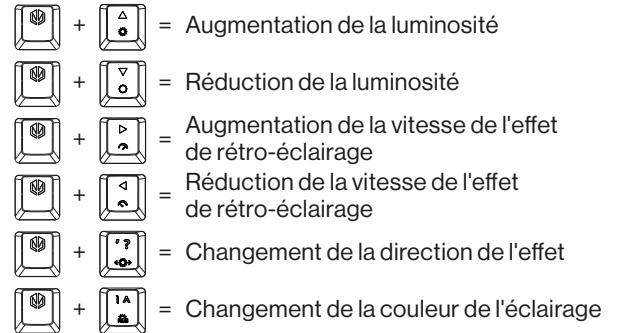 + = Augmentation de la luminosité
+ = Réduction de la luminosité
+ = Augmentation de la vitesse de l'effet
de rétro-éclairage
+ = Réduction de la vitesse de l'effet
de rétro-éclairage
+ ' ? = Changement de la direction de l'effet
+ 1 A = Changement de la couleur de l'éclairage